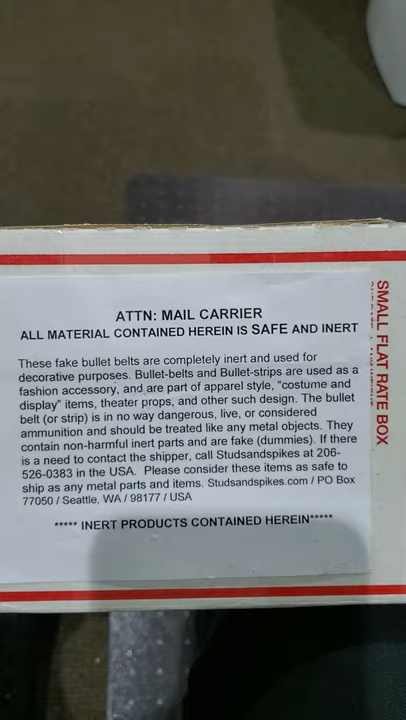 ATTN: MAIL CARRIER
ALL MATERIAL CONTAINED HEREIN IS SAFE AND INERT
These fake bullet belts are completely inert and used for
decorative purposes. Bullet-belts and Bullet-strips are used as a
fashion accessory, and are part of apparel style, "costume and
display" items, theater props, and other such design. The bullet
belt (or strip) is in no way dangerous, live, or considered
ammunition and should be treated like any metal objects. They
contain non-harmful inert parts and are fake (dummies). If there
is a need to contact the shipper, call Studsandspikes at 206-
526-0383 in the USA. Please consider these items as safe to
ship as any metal parts and items. Studsandspikes.com / PO Box
77050 / Seattle, WA / 98177 / USA
***** INERT PRODUCTS CONTAINED HEREIN*****
SMALL FLAT RATE BOX